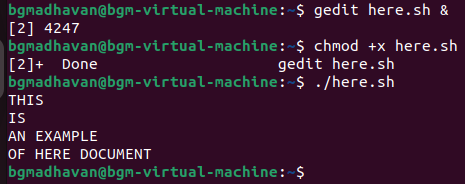 bgmadhavan@bgm-virtual-machine:~$ gedit here.sh &
[2] 4247
bgmadhavan@bgm-virtual-machine:~$ chmod +x here.sh
[2]+  Done                    gedit here.sh
bgmadhavan@bgm-virtual-machine:~$ ./here.sh
THIS
IS
AN EXAMPLE
OF HERE DOCUMENT
bgmadhavan@bgm-virtual-machine:~$